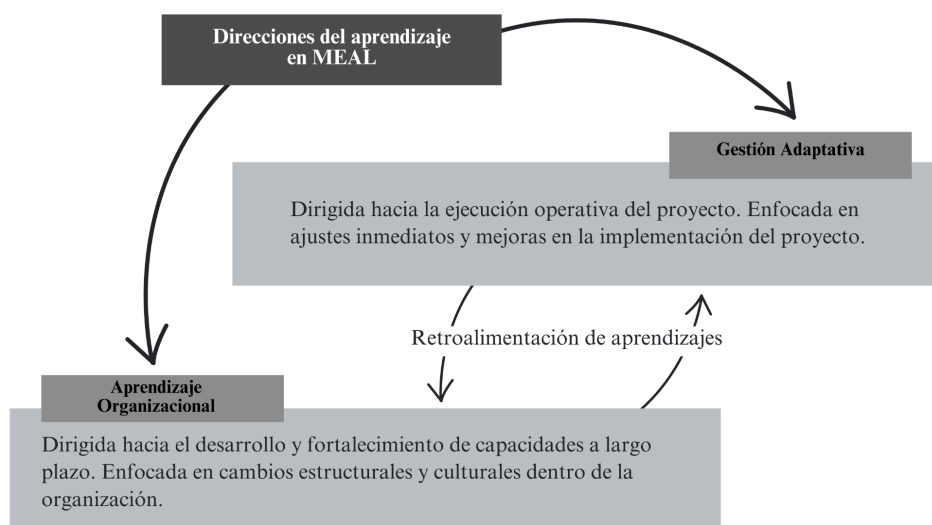 Direcciones del aprendizaje
en MEAL
Gestión Adaptativa
Dirigida hacia la ejecución operativa del proyecto. Enfocada en
ajustes inmediatos y mejoras en la implementación del proyecto.
Retroalimentación de aprendizajes
Aprendizaje
Organizacional
Dirigida hacia el desarrollo y fortalecimiento de capacidades a largo
plazo. Enfocada en cambios estructurales y culturales dentro de la
organización.